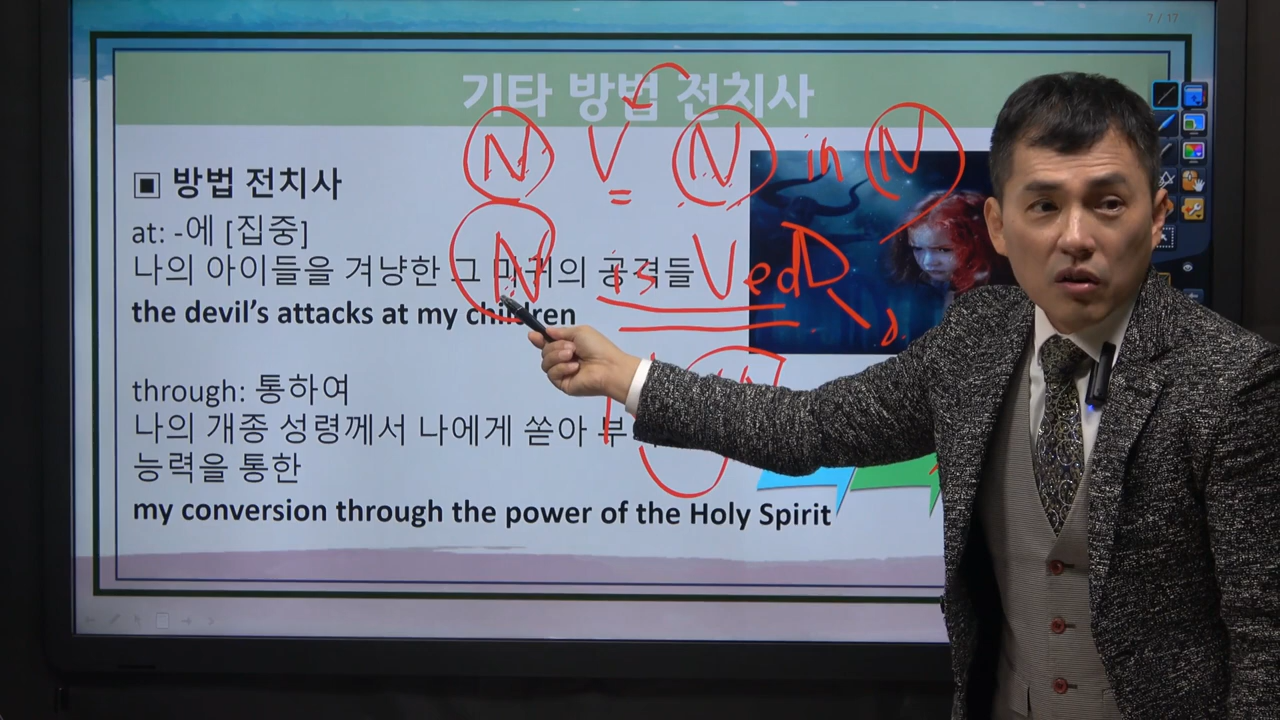 7 / 17
기타 방법 전치사
N V N in N
▣ 방법 전치사
at: -에 [집중]
나의 아이들을 겨냥한 그 마귀의 공격들
N is Ved
the devil’s attacks at my children
through: 통하여
나의 개종 성령께서 나에게 쏟아
능력을 통한
my conversion through the power of the Holy Spirit